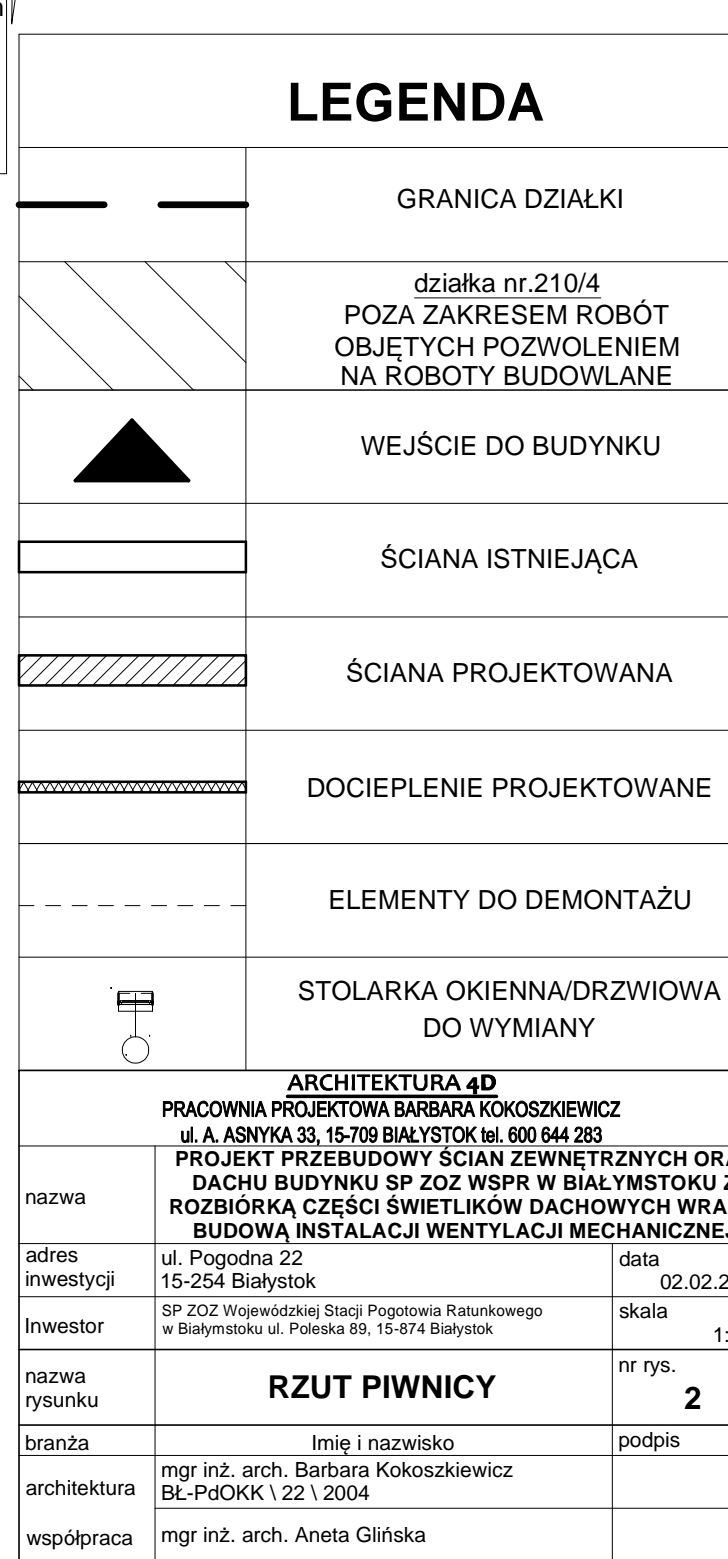 LEGENDA
GRANICA DZIAŁKI
działka nr.210/4
POZA ZAKRESEM ROBÓT
OBJĘTYCH POZWOLENIEM
NA ROBOTY BUDOWLANE
WEJŚCIE DO BUDYNKU
ŚCIANA ISTNIEJĄCA
ŚCIANA PROJEKTOWANA
DOCIEPLENIE PROJEKTOWANE
ELEMENTY DO DEMONTAŻU
STOLARKA OKIENNA/DRZWIOWA
DO WYMIANY
ARCHITEKTURA 4D
PRACOWNIA PROJEKTOWA BARBARA KOKOSZKIEWICZ
ul. A. ASNYKA 33, 15-709 BIAŁYSTOK tel. 600 644 283
nazwa
PROJEKT PRZEBUDOWY ŚCIAN ZEWNĘTRZNYCH
DACHU BUDYNKU SP ZOZ WSPR W BIAŁYMSTOKU Z
ROZBIÓRKĄ CZĘŚCI ŚWIETLIKÓW DACHOWYCH
BUDOWĄ INSTALACJI WENTYLACJI MECHANICZNEJ
adres inwestycji
ul. Pogodna 22
15-254 Białystok
data
02.02.2
Inwestor
SP ZOZ Wojewódzkiej Stacji Pogotowia Ratunkowego
w Białymstoku ul. Poleska 89, 15-874 Białystok
skala
1:
nazwa rysunku
RZUT PIWNICY
nr rys.
2
branża
Imię i nazwisko
podpis
architektura
mgr inż. arch. Barbara Kokoszkiewicz
BŁ-PdOKK \ 22 \ 2004
współpraca
mgr inż. arch. Aneta Glińska